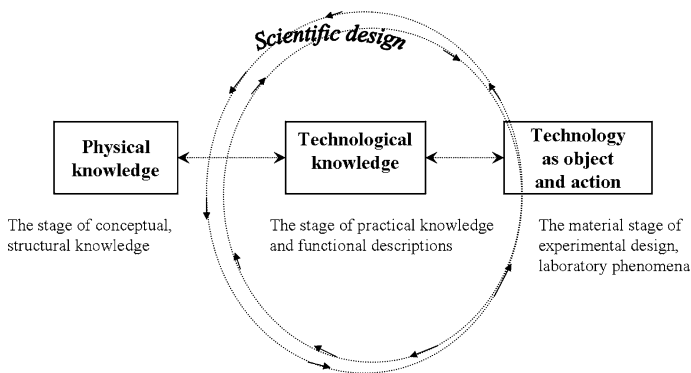 Scientific design
Physical
knowledge
Technological
knowledge
Technology
as object
and action
The stage of conceptual,
structural knowledge
The stage of practical knowledge
and functional descriptions
The material stage of
experimental design,
laboratory phenomena